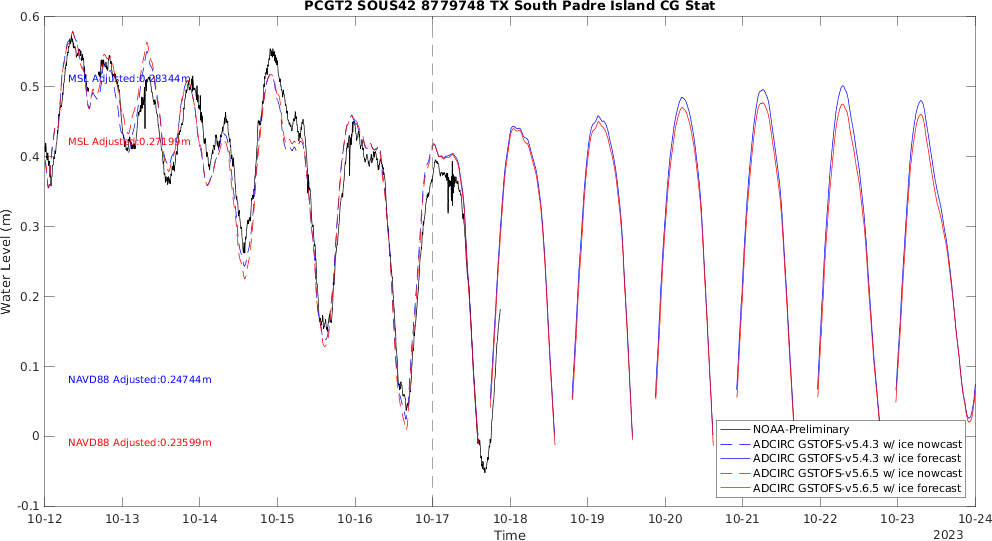 PCGT2 SOUS42 8779748 TX South Padre Island CG Stat
0.6
0.5
0.4
0.3
0.2
0.1
0
-0.1
Water Level (m)
MSL Adjusted:0.28344m
MSL Adjusted:0.27199m
NAVD88 Adjusted:0.24744m
NAVD88 Adjusted:0.23599m
NOAA-Preliminary
ADCIRC GSTOFS-v5.4.3 w/ ice nowcast
ADCIRC GSTOFS-v5.4.3 w/ ice forecast
ADCIRC GSTOFS-v5.6.5 w/ ice nowcast
ADCIRC GSTOFS-v5.6.5 w/ ice forecast
10-12 10-13 10-14 10-15 10-16 10-17 10-18 10-19 10-20 10-21 10-22 10-23 10-24
Time 2023